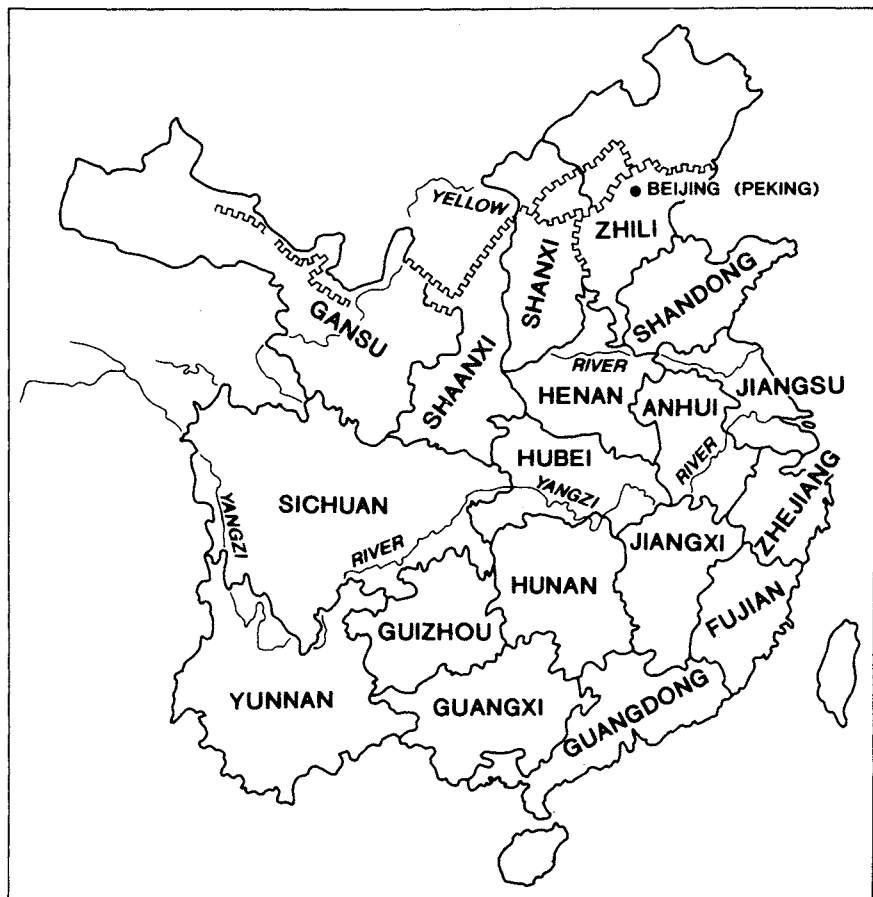 YELLOW
BEIJING (PEKING)
ZHILI
SHANXI
SHANDONG
GANSU
SHAANXI
RIVER
HENAN
ANHUI
JIANGSU
HUBEI
RIVER
YANGZI
SICHUAN
YANGZI
RIVER
JIANGXI
ZHEJIANG
HUNAN
FUJIAN
GUIZHOU
YUNNAN
GUANGXI
GUANGDONG